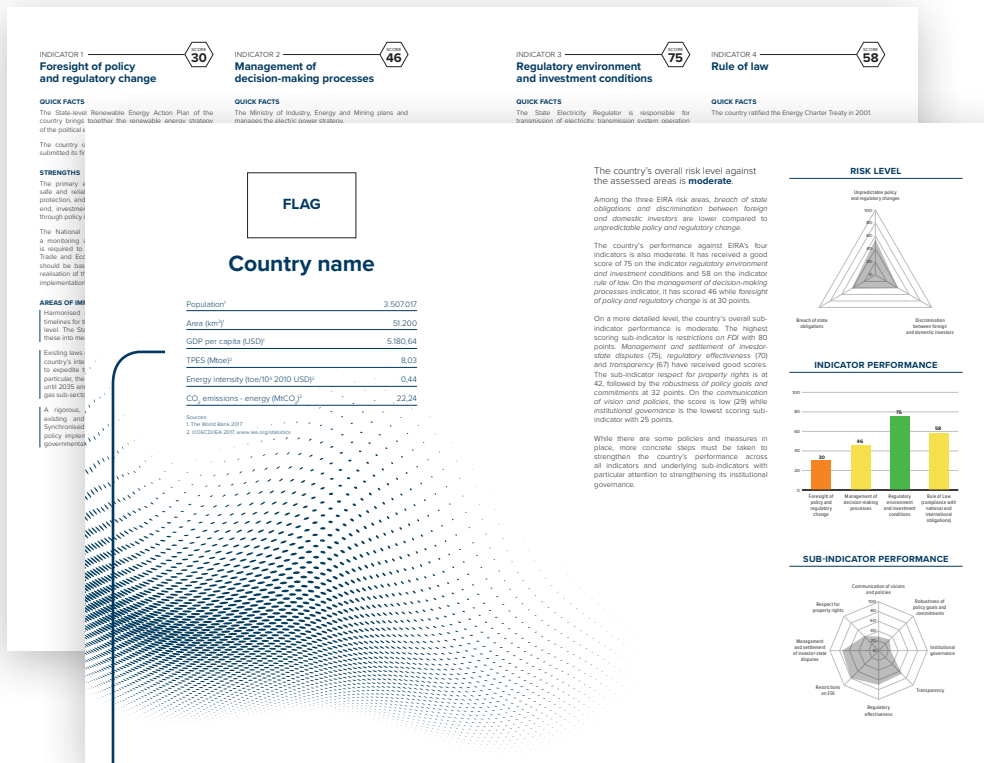 INDICATOR 1
SCORE
30
Foresight of policy
and regulatory change
QUICK FACTS
The State-level Renewable Energy Action Plan of the
country brings together the renewable energy strategy
of the political
The country
submitted its
STRENGTHS
The primary
safe and
protection, and
end,
through policy
The National
a monitoring
is required to
Trade and
should be
realisation of
implementation
AREAS OF
Harmonised
timelines for
level. The
these into
Existing laws
country's
to expedite
particular, the
until 2035
A rigorous,
existing and
Synchronised
policy
INDICATOR 2
SCORE
46
Management of
decision-making processes
QUICK FACTS
The Ministry of Industry, Energy and Mining plans and
manages the electric power strategy.
INDICATOR 3
SCORE
75
Regulatory environment
and investment conditions
QUICK FACTS
The State Electricity Regulator is responsible for
transmission of electricity, transmission system operation
INDICATOR 4
SCORE
58
Rule of law
QUICK FACTS
The country ratified the Energy Charter Treaty in 2001.
FLAG
Country name
Population¹ 3.507.017
Area (km²)¹ 51.200
GDP per capita (USD)¹ 5.180,64
TPES (Mtoe)² 8,03
Energy intensity (toe/10³ 2010 USD)² 0,44
CO₂ emissions - energy (MtCO₂)² 22,24
Sources:
1. The World Bank 2017
2. ©OECD/IEA 2017, www.iea.org/statistics
The country's overall risk level against
the assessed areas is moderate.
Among the three EIRA risk areas, breach of state
obligations and discrimination between foreign
and domestic investors are lower compared to
unpredictable policy and regulatory change.
The country's performance against EIRA's four
indicators is also moderate. It has received a good
score of 75 on the indicator regulatory environment
and investment conditions and 58 on the indicator
rule of law. On the management of decision-making
processes indicator, it has scored 46 while foresight
of policy and regulatory change is at 30 points.
On a more detailed level, the country's overall sub-
indicator performance is moderate. The highest
scoring sub-indicator is restrictions on FDI with 80
points. Management and settlement of investor-
state disputes (75), regulatory effectiveness (70)
and transparency (67) have received good scores.
The sub-indicator respect for property rights is at
42, followed by the robustness of policy goals and
commitments at 32 points. On the communication
of vision and policies, the score is low (29) while
institutional governance is the lowest scoring sub-
indicator with 25 points.
While there are some policies and measures in
place, more concrete steps must be taken to
strengthen the country's performance across
all indicators and underlying sub-indicators with
particular attention to strengthening its institutional
governance.
RISK LEVEL
Unpredictable policy
and regulatory changes
100
80
60
40
20
0
Breach of state
obligations
Discrimination
between foreign
and domestic investors
INDICATOR PERFORMANCE
100
80
60
40
20
0
30
46
75
58
Foresight of
policy and
regulatory
change
Management of
decision-making
processes
Regulatory
environment
and investment
conditions
Rule of Law
(compliance with
national and
international
obligations)
SUB-INDICATOR PERFORMANCE
Communication of visions
and policies
Robustness of
policy goals and
commitments
Institutional
governance
Transparency
Regulatory
effectiveness
Restrictions
on FDI
Management
and settlement
of investor-state
disputes
Respect for
property rights
100
80
60
40
20
0